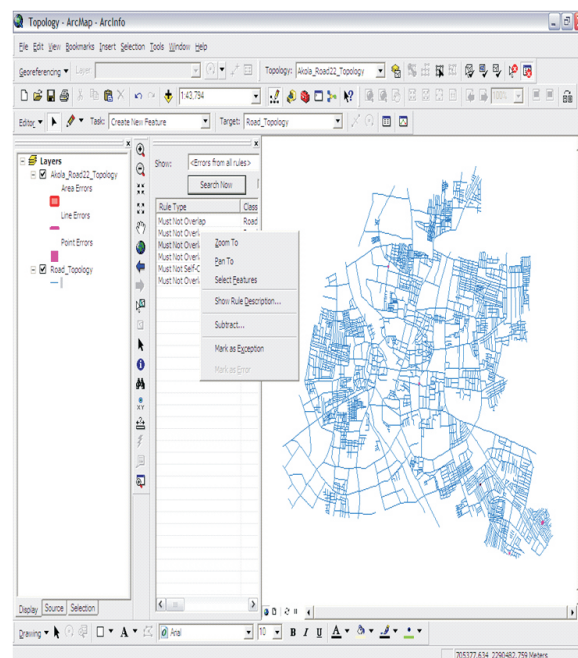 Topology - ArcMap - ArcInfo
File Edit View Bookmarks Insert Selection Tools Window Help
Georeferencing Layer: Topology: Akola_Road22_Topology
1:43,794 100%
Editor Task: Create New Feature Target: Road_Topology
Layers
Akola_Road22_Topology
Area Errors
Line Errors
Point Errors
Road_Topology
Show: <Errors from all rules>
Search Now
Rule Type Class
Must Not Overlap Road
Must Not Overl
Must Not Overl
Must Not Overl
Must Not Self-O
Must Not Overl
Zoom To
Pan To
Select Features
Show Rule Description...
Subtract...
Mark as Exception
Mark as Error
XY
Display Source Selection
Drawing A Arial 10 B I U A
705377.634 2290482.759 Meters